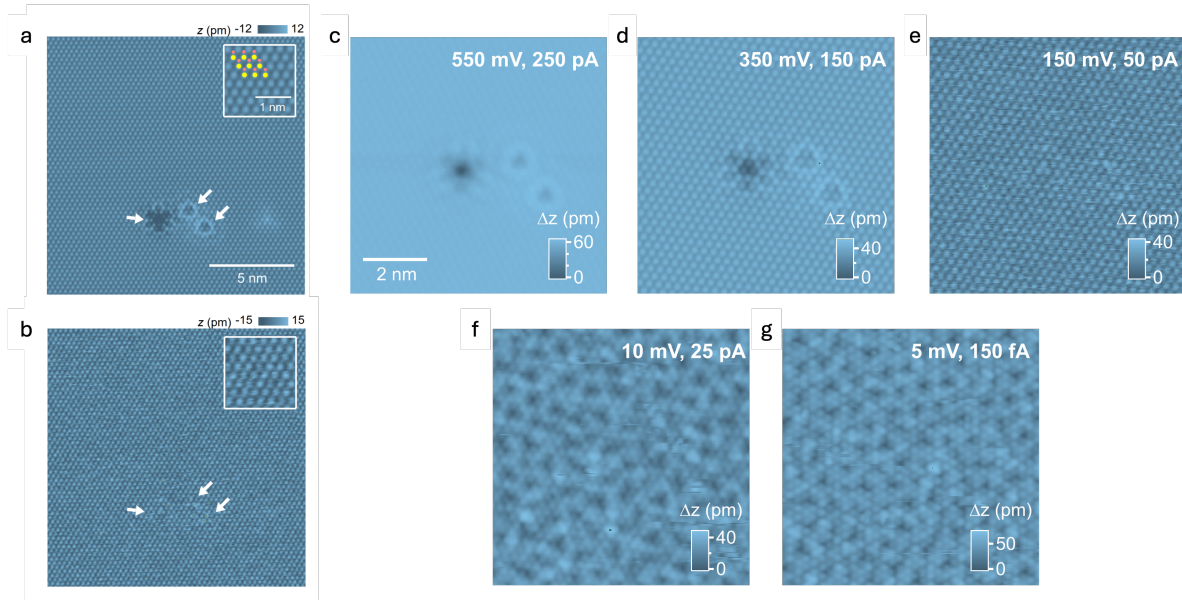 a
z (pm) -12 12
1 nm
5 nm
b
z (pm) -15 15
c
550 mV, 250 pA
2 nm
Δz (pm)
60
0
d
350 mV, 150 pA
Δz (pm)
40
0
e
150 mV, 50 pA
Δz (pm)
40
0
f
10 mV, 25 pA
Δz (pm)
40
0
g
5 mV, 150 fA
Δz (pm)
50
0